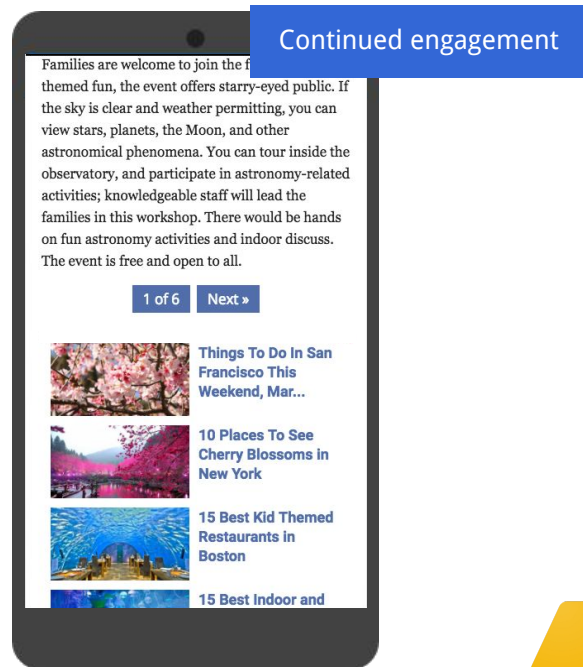 Continued engagement
Families are welcome to join the f
themed fun, the event offers starry-eyed public. If
the sky is clear and weather permitting, you can
view stars, planets, the Moon, and other
astronomical phenomena. You can tour inside the
observatory, and participate in astronomy-related
activities; knowledgeable staff will lead the
families in this workshop. There would be hands
on fun astronomy activities and indoor discuss.
The event is free and open to all.
1 of 6 Next »
Things To Do In San
Francisco This
Weekend, Mar...
10 Places To See
Cherry Blossoms in
New York
15 Best Kid Themed
Restaurants in
Boston
15 Best Indoor and